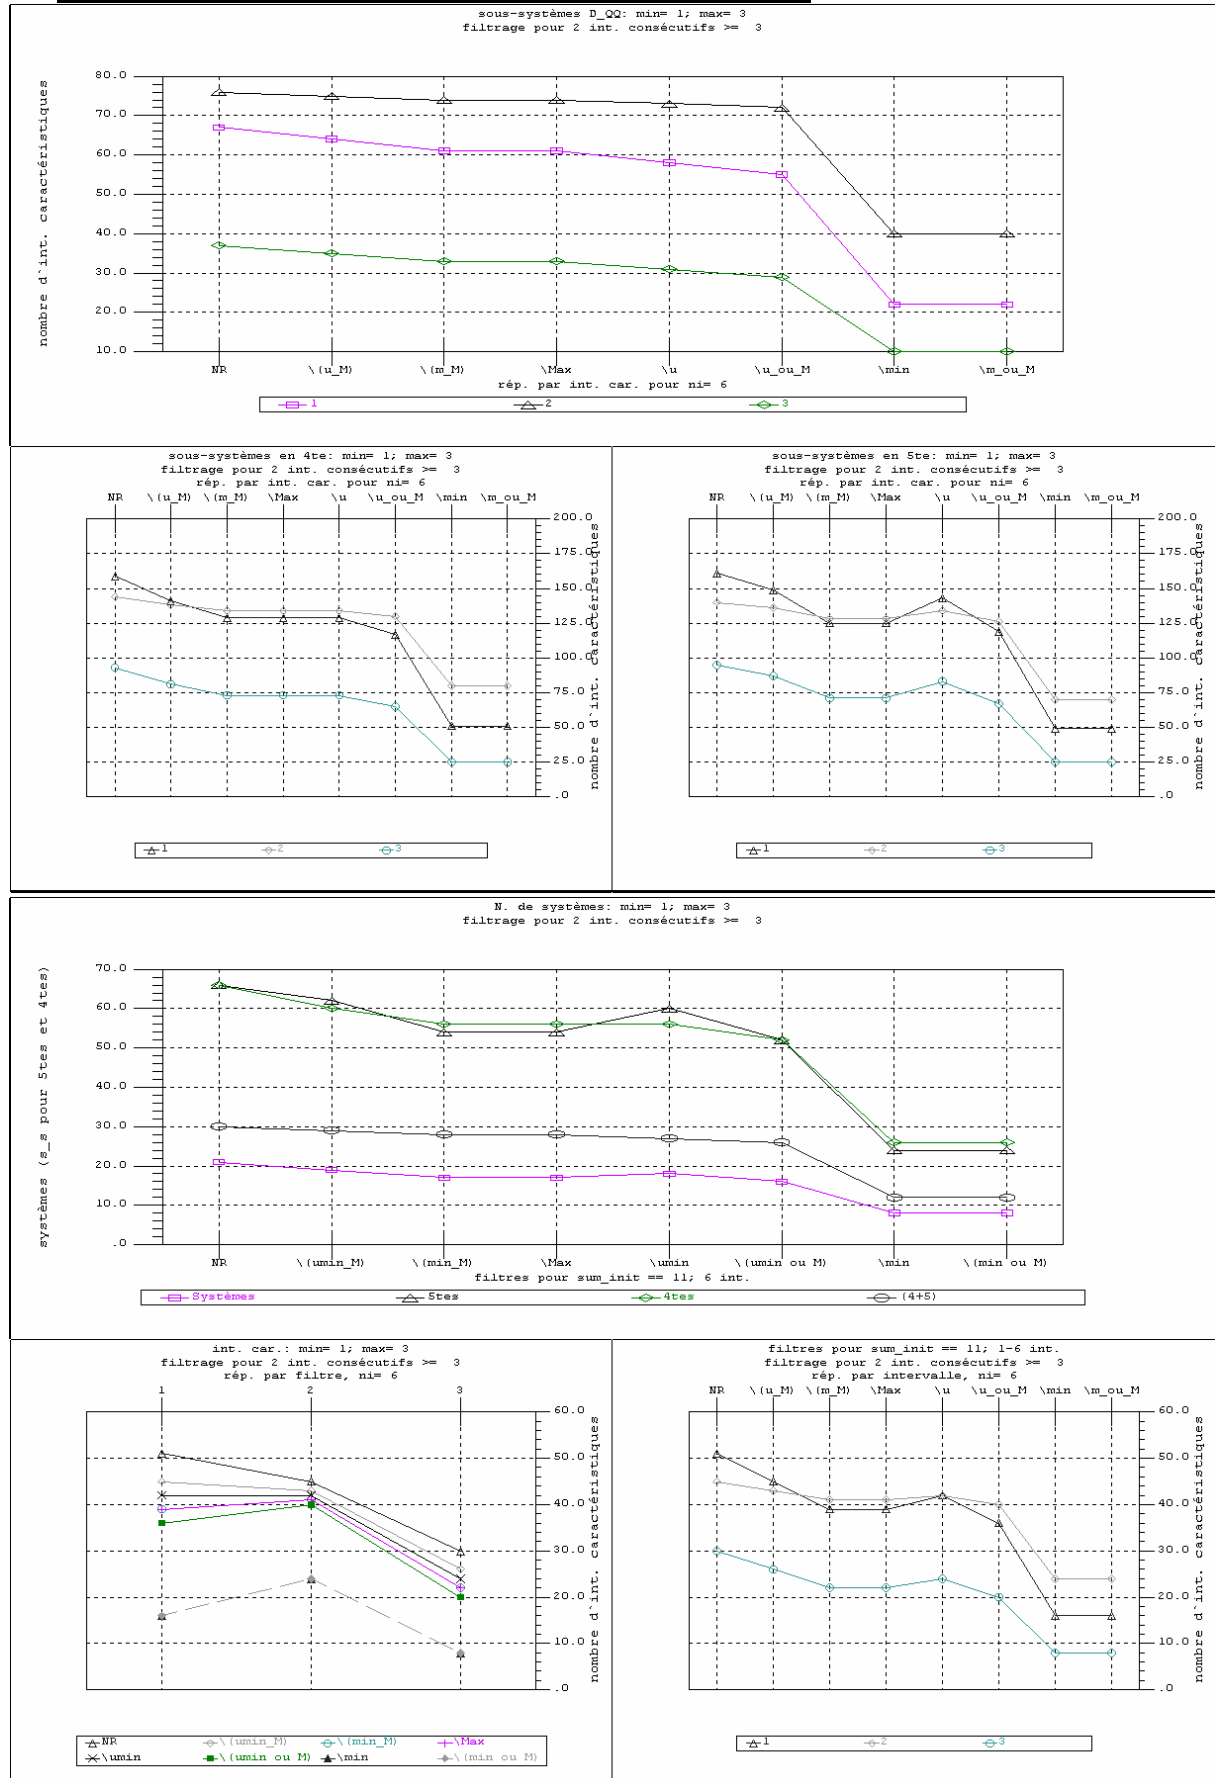 sous-systèmes D_QQ: min= 1; max= 3
filtrage pour 2 int. consécutifs >= 3
nombre d`int. caractéristiques
80.0
70.0
60.0
50.0
40.0
30.0
20.0
10.0
NR \(u_M) \(m_M) \Max \u \u_ou_M \min \m_ou_M
rép. par int. car. pour ni= 6
1 2 3
sous-systèmes en 4te: min= 1; max= 3
filtrage pour 2 int. consécutifs >= 3
rép. par int. car. pour ni= 6
NR \(u_M) \(m_M) \Max \u \u_ou_M \min \m_ou_M
200.0
175.0
150.0
125.0
100.0
75.0
50.0
25.0
.0
nombre d`int. caractéristiques
1 2 3
sous-systèmes en 5te: min= 1; max= 3
filtrage pour 2 int. consécutifs >= 3
rép. par int. car. pour ni= 6
NR \(u_M) \(m_M) \Max \u \u_ou_M \min \m_ou_M
200.0
175.0
150.0
125.0
100.0
75.0
50.0
25.0
.0
nombre d`int. caractéristiques
1 2 3
N. de systèmes: min= 1; max= 3
filtrage pour 2 int. consécutifs >= 3
systèmes (s_s pour 5tes et 4tes)
70.0
60.0
50.0
40.0
30.0
20.0
10.0
.0
NR \(umin_M) \(min_M) \Max \umin \(umin ou M) \min \(min ou M)
filtres pour sum_init == 11; 6 int.
Systèmes 5tes 4tes (4+5)
int. car.: min= 1; max= 3
filtrage pour 2 int. consécutifs >= 3
rép. par filtre, ni= 6
1 2 3
60.0
50.0
40.0
30.0
20.0
10.0
.0
nombre d`int. caractéristiques
NR \(umin_M) \(min_M) \Max
\umin \(umin ou M) \min \(min ou M)
filtres pour sum_init == 11; 1-6 int.
filtrage pour 2 int. consécutifs >= 3
rép. par intervalle, ni= 6
NR \(u_M) \(m_M) \Max \u \u_ou_M \min \m_ou_M
60.0
50.0
40.0
30.0
20.0
10.0
.0
nombre d`int. caractéristiques
1 2 3